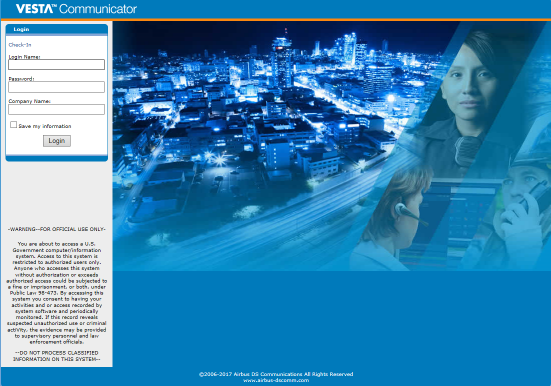 VESTA™ Communicator
Login
Check-In
Login Name:
Password:
Company Name:
Save my information
Login
-WARNING--FOR OFFICIAL USE ONLY-
You are about to access a U.S.
Government computer/information
system. Access to this system is
restricted to authorized users only.
Anyone who accesses this system
without authorization or exceeds
authorized access could be subjected to
a fine or imprisonment, or both, under
Public Law 98-473. By accessing this
system you consent to having your
activities and or access recorded by
system software and periodically
monitored. If this record reveals
suspected unauthorized use or criminal
activity, the evidence may be provided
to supervisory personnel and law
enforcement officials.
--DO NOT PROCESS CLASSIFIED
INFORMATION ON THIS SYSTEM--
©2006-2017 Airbus DS Communications All Rights Reserved
www.airbus-dscomm.com